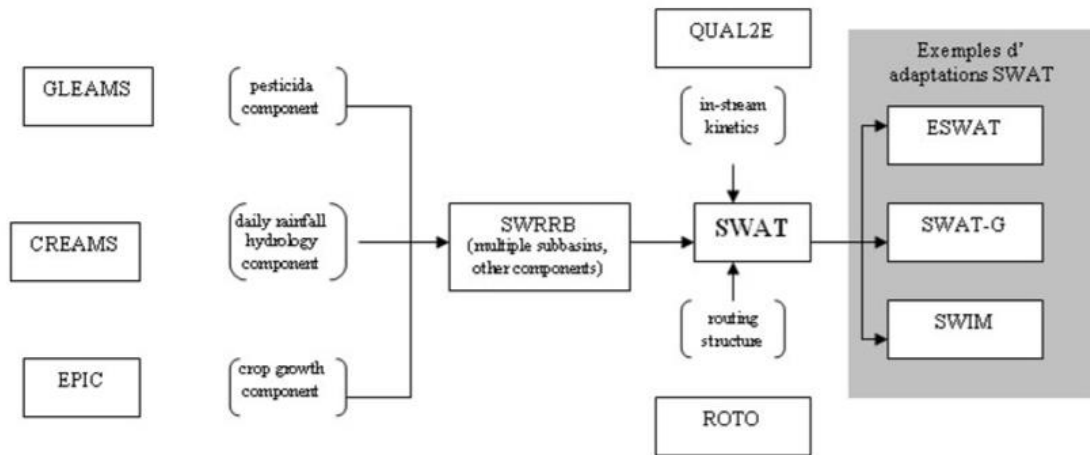 QUAL2E
Exemples d'
adaptations SWAT
GLEAMS
pesticida
component
in-stream
kinetics
ESWAT
CREAMS
daily rainfall
hydrology
component
SWRRB
(multiple subbasins,
other components)
SWAT
SWAT-G
EPIC
crop growth
component
routing
structure
SWIM
ROTO